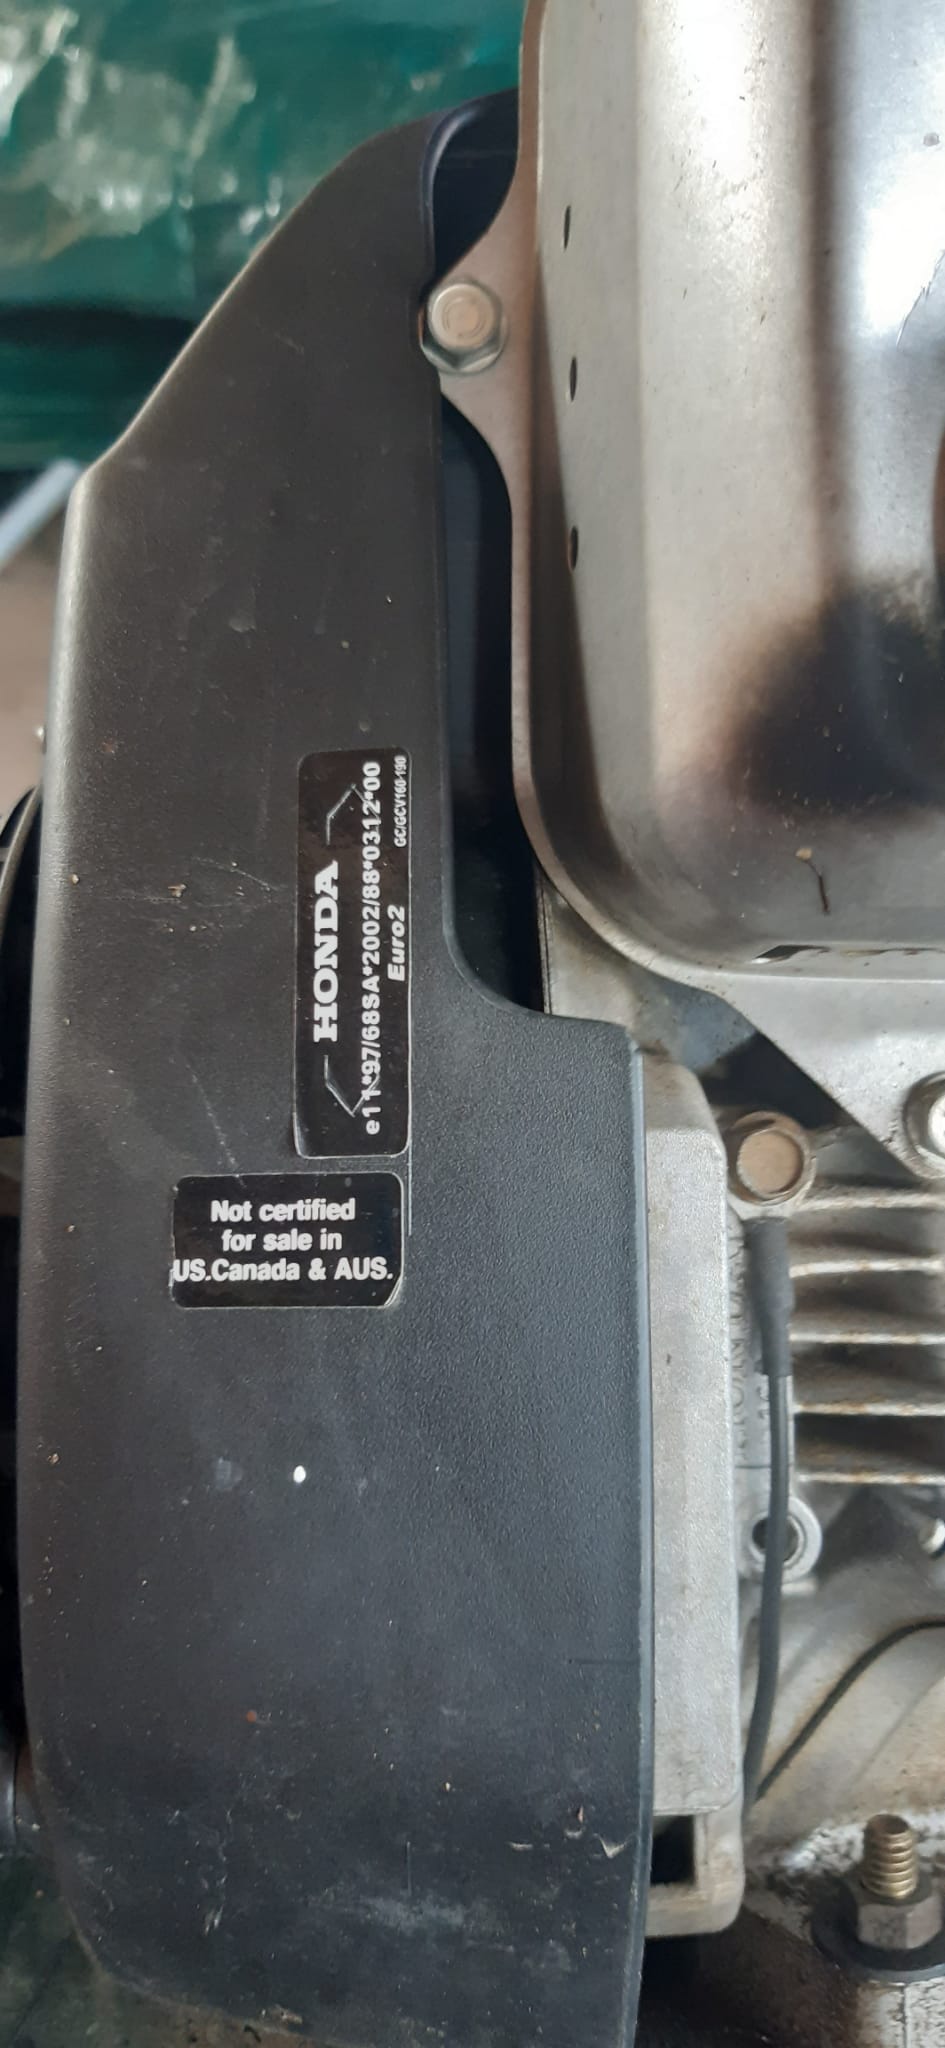 HONDA
e11*97/68SA*2002/88*0312*00
Euro2
GC/GCV160-190
Not certified
for sale in
US.Canada & AUS.